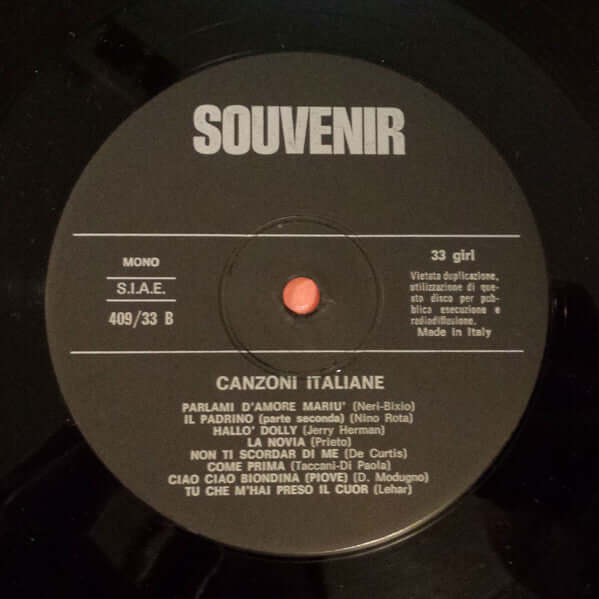 SOUVENIR
MONO
33 giri
S.I.A.E.
409/33 B
Vietata duplicazione,
utilizzazione di que-
sto disco per pub-
blica esecuzione e
radiodiffusione.
Made in Italy
CANZONI ITALIANE
PARLAMI D'AMORE MARIU' (Neri-Bixio)
IL PADRINO (parte seconda) (Nino Rota)
HALLO' DOLLY (Jerry Herman)
LA NOVIA (Prieto)
NON TI SCORDAR DI ME (De Curtis)
COME PRIMA (Taccani-Di Paola)
CIAO CIAO BIONDINA (PIOVE) (D. Modugno)
TU CHE M'HAI PRESO IL CUOR (Lehar)